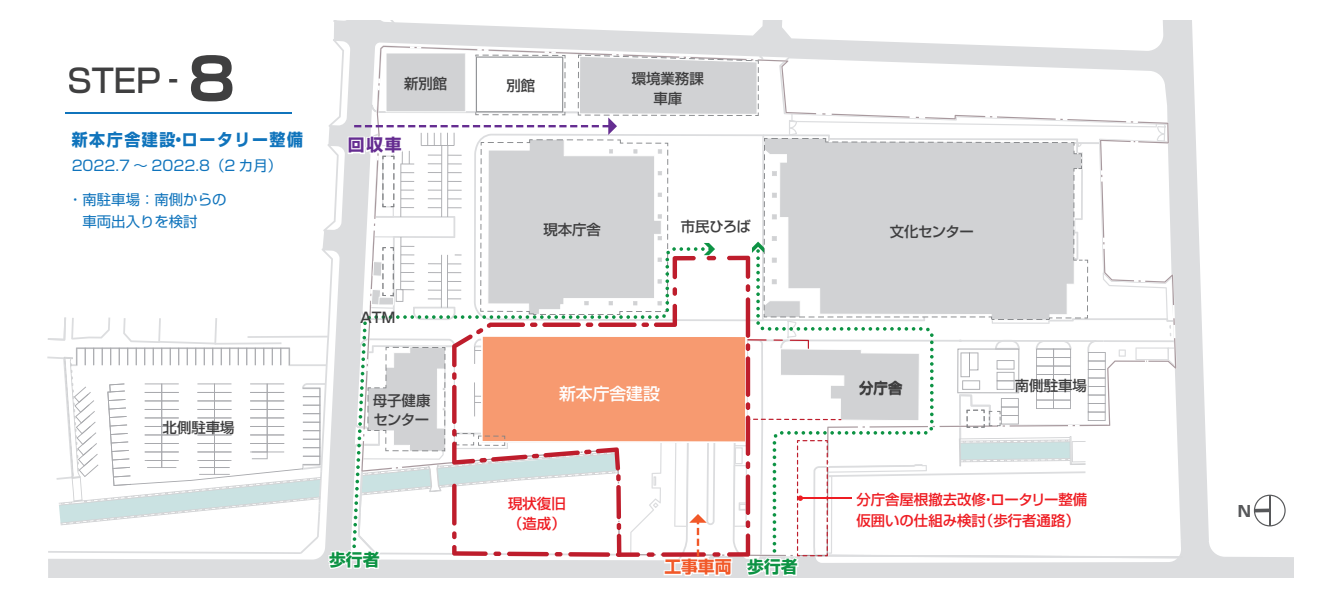 STEP - 8
新本庁舎建設・ロータリー整備
2022.7～2022.8（2カ月）
・南駐車場：南側からの
車両出入りを検討
新別館
別館
環境業務課
車庫
回収車
現本庁舎
市民ひろば
文化センター
ATM
新本庁舎建設
母子健康
センター
分庁舎
南側駐車場
北側駐車場
現状復旧
（造成）
分庁舎屋根撤去改修・ロータリー整備
仮囲いの仕組み検討（歩行者通路）
N
歩行者
工事車両
歩行者